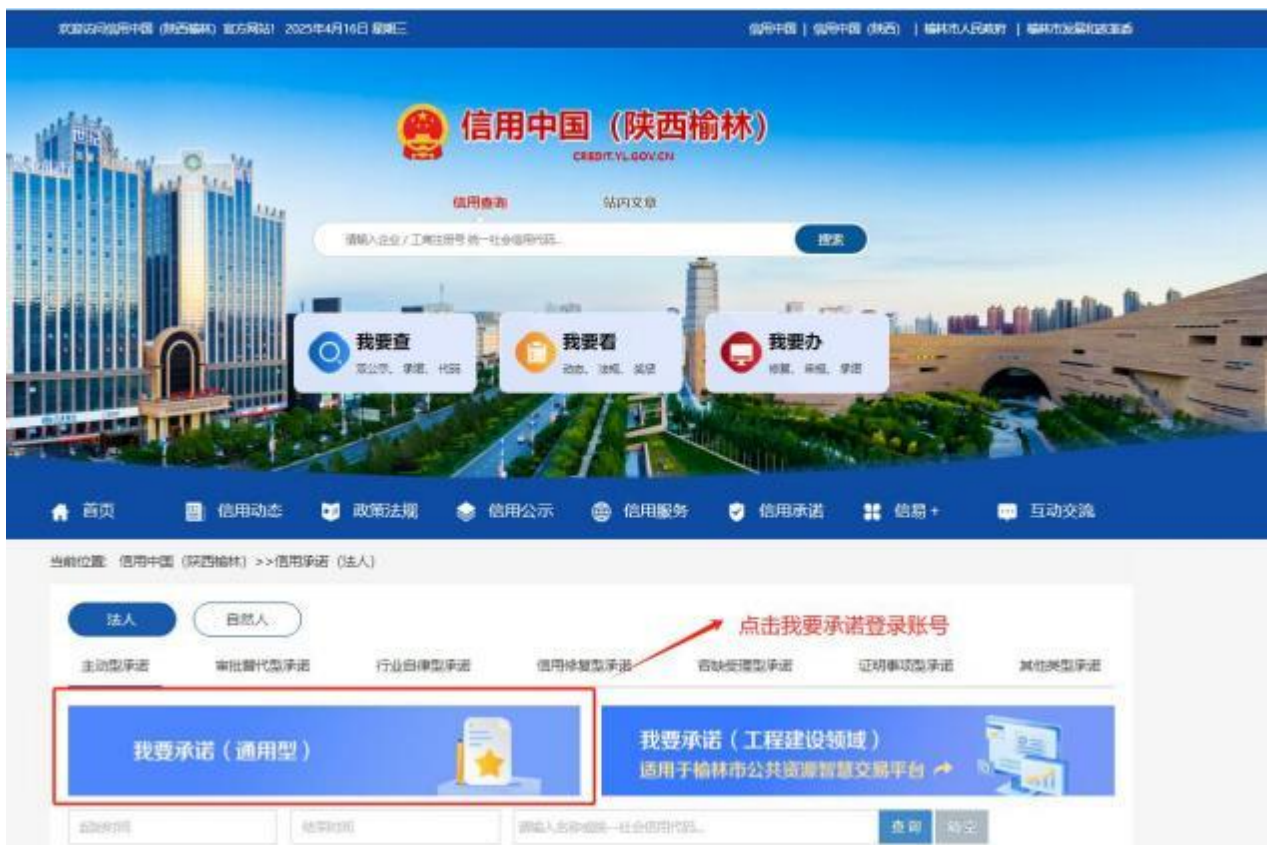 欢迎访问信用中国（陕西榆林）官方网站！ 2025年4月16日 星期三
信用中国 | 信用中国（陕西） | 榆林市人民政府 | 榆林市发展和改革委
世纪
信用中国（陕西榆林）
CREDIT.YL.GOV.CN
信用查询 站内文章
请输入企业/工商注册号 统一社会信用代码...
搜索
我要查
双公示、承诺、代码
我要看
动态、法规、奖惩
我要办
修复、审报、承诺
首页 信用动态 政策法规 信用公示 信用服务 信用承诺 信易+ 互动交流
当前位置: 信用中国（陕西榆林）>>信用承诺（法人）
法人 自然人
点击我要承诺登录账号
主动型承诺 审批替代型承诺 行业自律型承诺 信用修复型承诺 容缺受理型承诺 证明事项型承诺 其他类型承诺
我要承诺（通用型）
我要承诺（工程建设领域）
适用于榆林市公共资源智慧交易平台
起始时间 结束时间 请输入名称或统一社会信用代码... 查询 清空